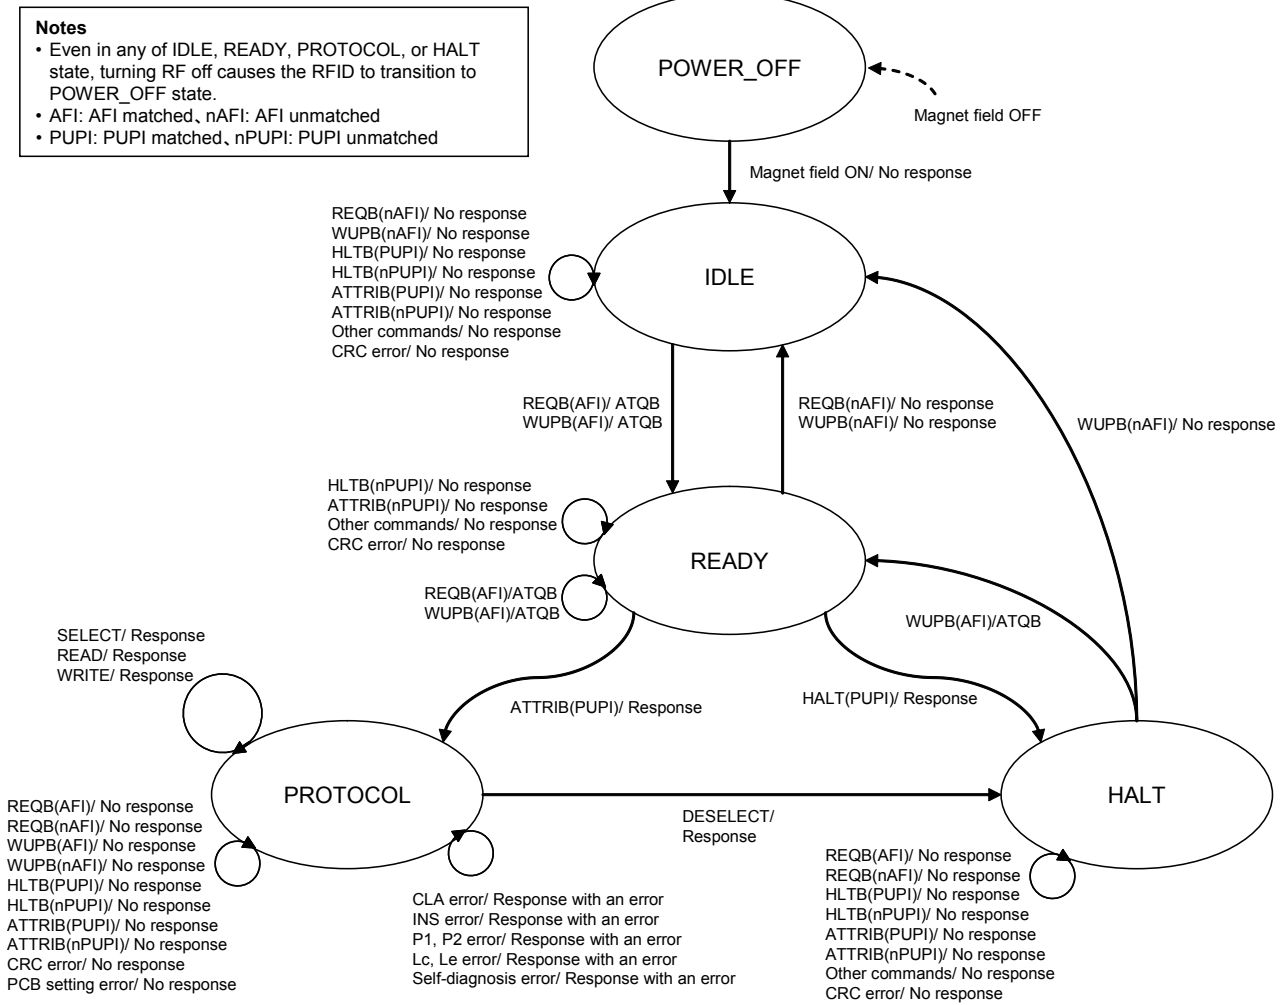 Notes
• Even in any of IDLE, READY, PROTOCOL, or HALT
state, turning RF off causes the RFID to transition to
POWER_OFF state.
• AFI: AFI matched、nAFI: AFI unmatched
• PUPI: PUPI matched、nPUPI: PUPI unmatched
POWER_OFF
Magnet field OFF
Magnet field ON/ No response
REQB(nAFI)/ No response
WUPB(nAFI)/ No response
HLTB(PUPI)/ No response
HLTB(nPUPI)/ No response
ATTRIB(PUPI)/ No response
ATTRIB(nPUPI)/ No response
Other commands/ No response
CRC error/ No response
IDLE
REQB(AFI)/ ATQB
WUPB(AFI)/ ATQB
REQB(nAFI)/ No response
WUPB(nAFI)/ No response
WUPB(nAFI)/ No response
HLTB(nPUPI)/ No response
ATTRIB(nPUPI)/ No response
Other commands/ No response
CRC error/ No response
READY
REQB(AFI)/ATQB
WUPB(AFI)/ATQB
WUPB(AFI)/ATQB
SELECT/ Response
READ/ Response
WRITE/ Response
ATTRIB(PUPI)/ Response
HALT(PUPI)/ Response
PROTOCOL
HALT
DESELECT/
Response
REQB(AFI)/ No response
REQB(nAFI)/ No response
WUPB(AFI)/ No response
WUPB(nAFI)/ No response
HLTB(PUPI)/ No response
HLTB(nPUPI)/ No response
ATTRIB(PUPI)/ No response
ATTRIB(nPUPI)/ No response
CRC error/ No response
PCB setting error/ No response
CLA error/ Response with an error
INS error/ Response with an error
P1, P2 error/ Response with an error
Lc, Le error/ Response with an error
Self-diagnosis error/ Response with an error
REQB(AFI)/ No response
REQB(nAFI)/ No response
HLTB(PUPI)/ No response
HLTB(nPUPI)/ No response
ATTRIB(PUPI)/ No response
ATTRIB(nPUPI)/ No response
Other commands/ No response
CRC error/ No response